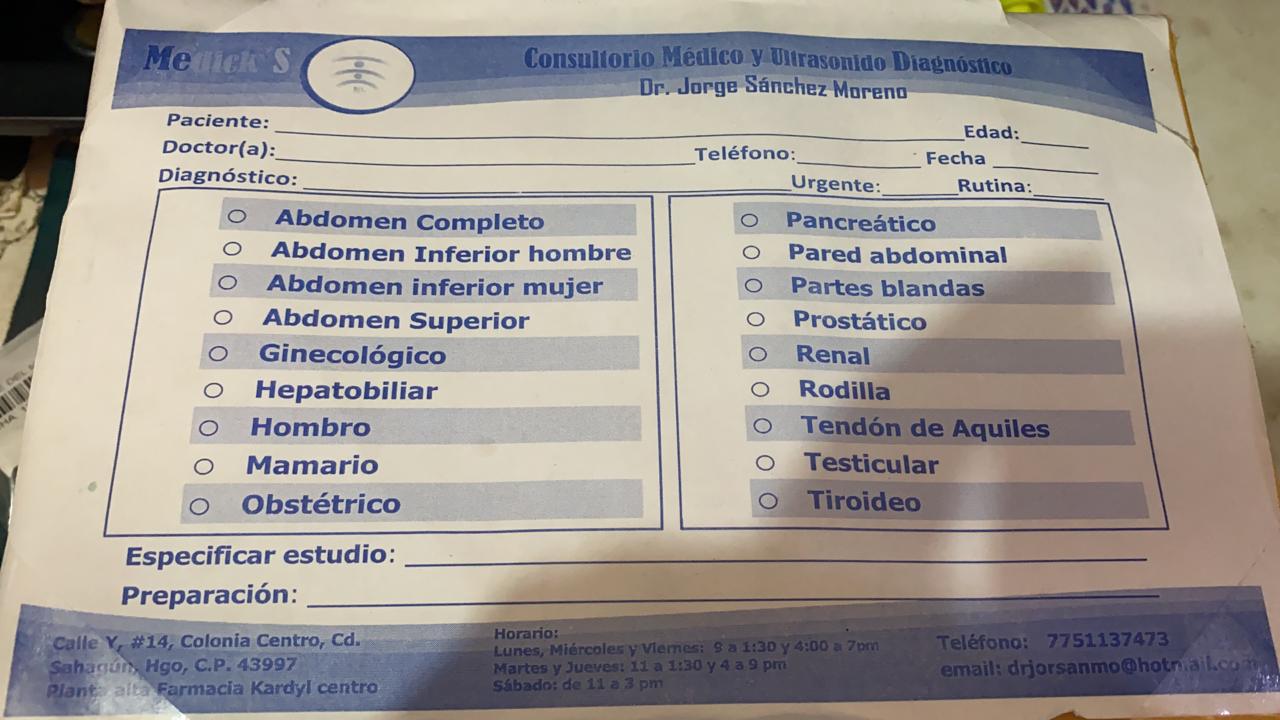 Medick'S
Consultorio Médico y Ultrasonido Diagnóstico
Dr. Jorge Sánchez Moreno
Paciente: Edad:
Doctor(a): Teléfono: Fecha
Diagnóstico: Urgente: Rutina:
Abdomen Completo
Abdomen Inferior hombre
Abdomen inferior mujer
Abdomen Superior
Ginecológico
Hepatobiliar
Hombro
Mamario
Obstétrico
Pancreático
Pared abdominal
Partes blandas
Prostático
Renal
Rodilla
Tendón de Aquiles
Testicular
Tiroideo
Especificar estudio:
Preparación:
Calle Y, #14, Colonia Centro, Cd.
Sahagún, Hgo, C.P. 43997
Planta alta Farmacia Kardyl centro
Horario:
Lunes, Miércoles y Viernes: 9 a 1:30 y 4:00 a 7pm
Martes y Jueves: 11 a 1:30 y 4 a 9 pm
Sábado: de 11 a 3 pm
Teléfono: 7751137473
email: drjorsanmo@hotmail.com